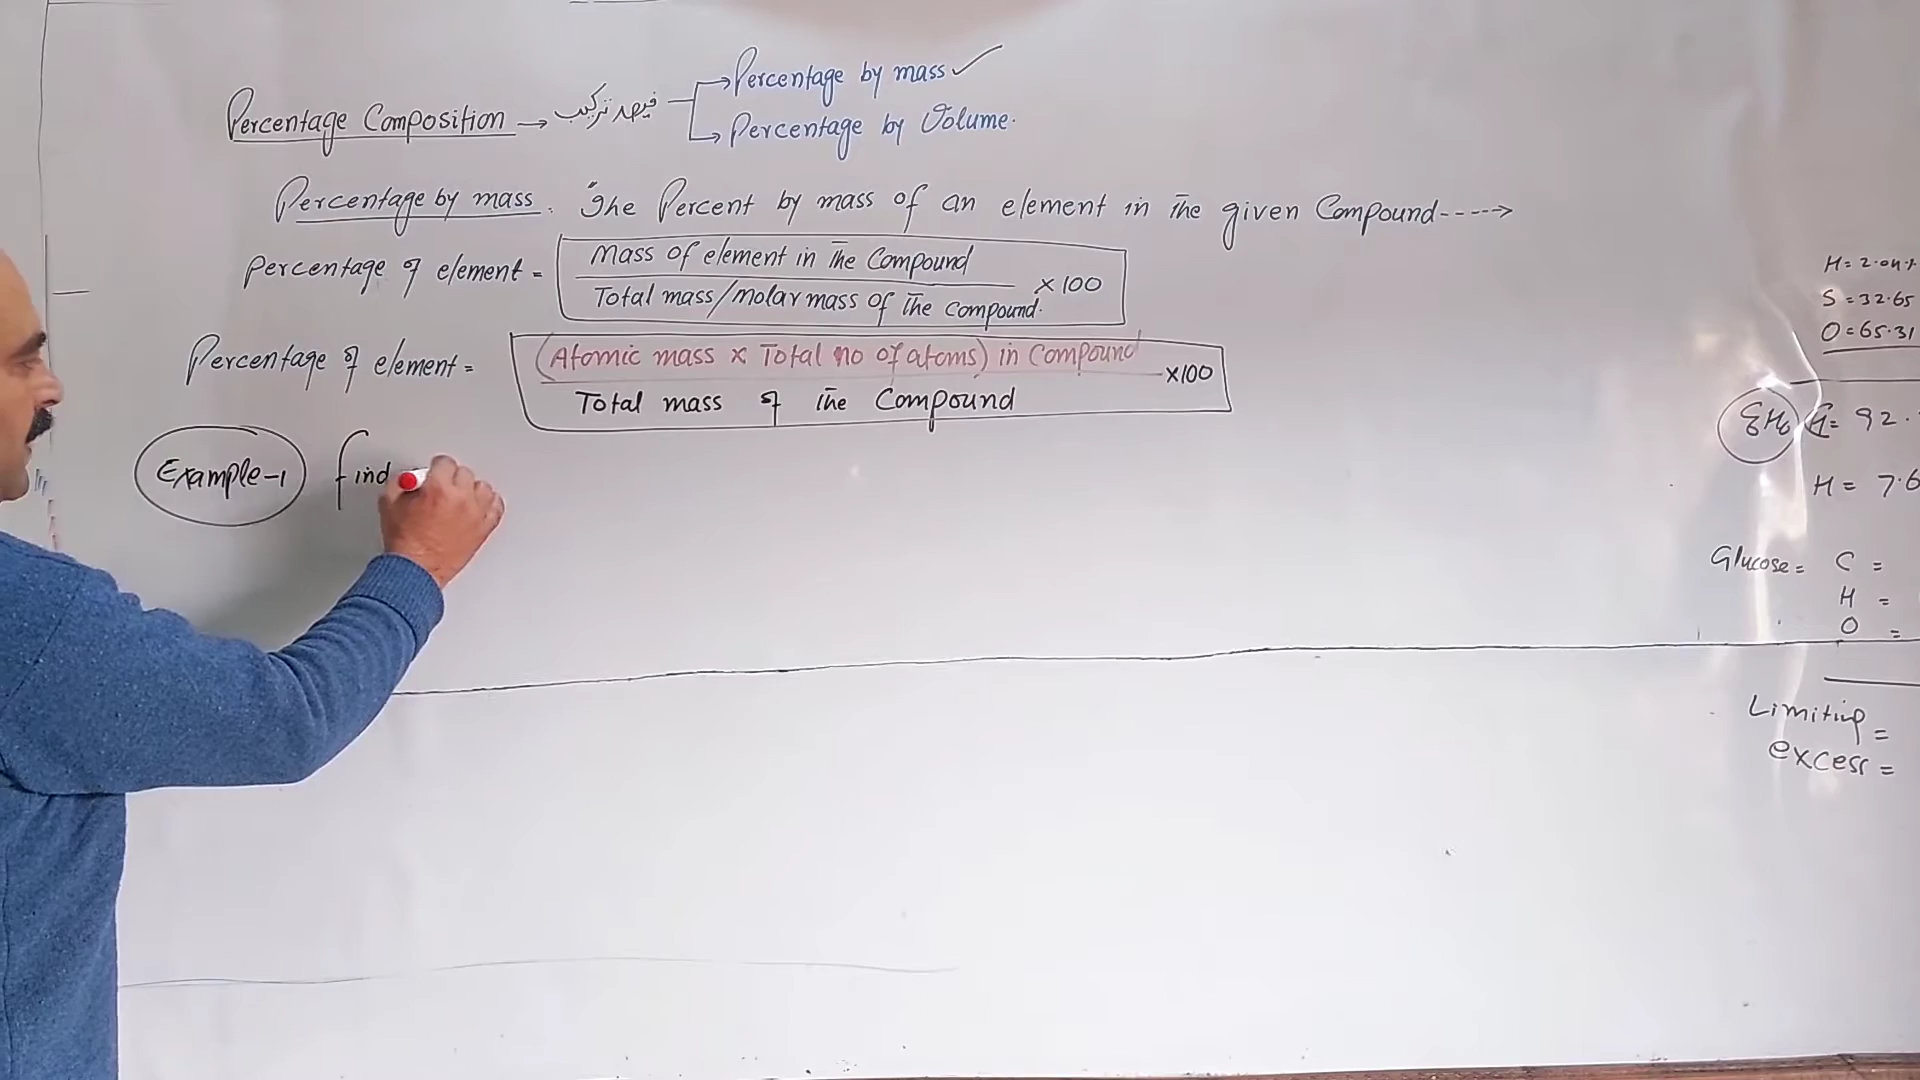 Percentage by mass ✓
Percentage Composition → فیصد ترکیب
Percentage by Volume.
Percentage by mass. The Percent by mass of an element in the given Compound---->
Percentage of element = Mass of element in the Compound / Total mass/molar mass of the compound. × 100
Percentage of element = (Atomic mass × Total no of atoms) in Compound / Total mass of the Compound ×100
Example-1 find
H = 2.04%
S = 32.65
O = 65.31
= 92.
H = 7.6
Glucose = C =
H =
O =
Limiting =
excess =